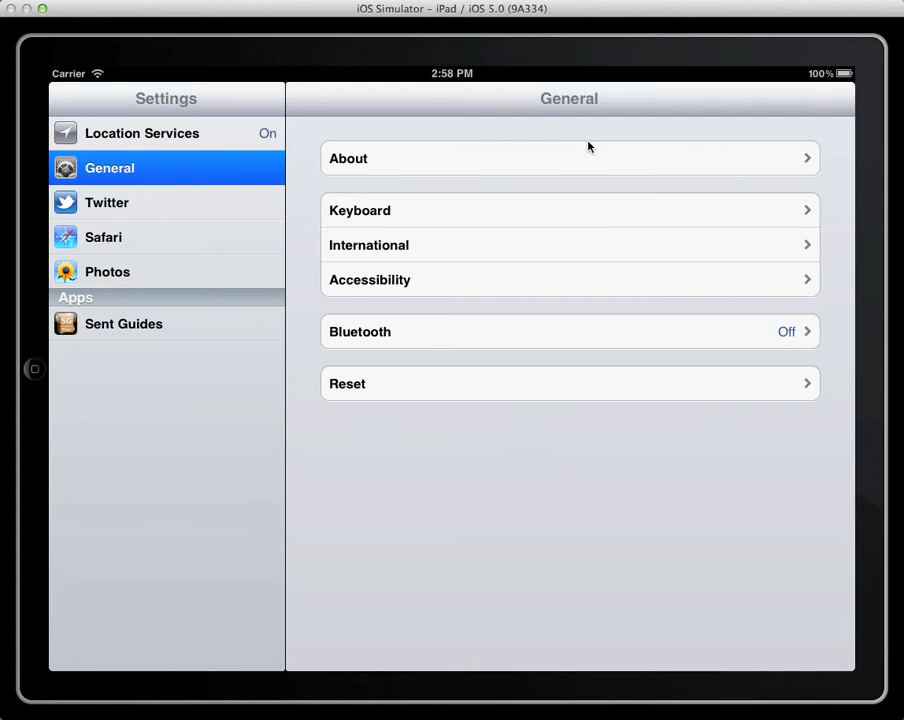 iOS Simulator - iPad / iOS 5.0 (9A334)
Carrier 2:58 PM 100%
Settings
General
Location Services On
General
Twitter
Safari
Photos
Apps
Sent Guides
About
Keyboard
International
Accessibility
Bluetooth Off
Reset